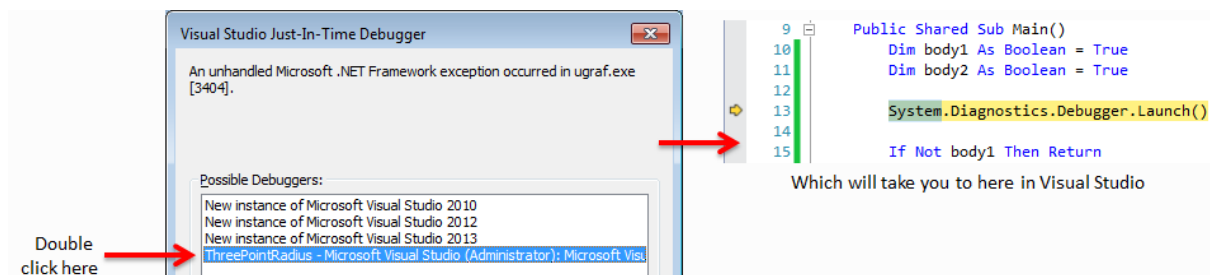 Visual Studio Just-In-Time Debugger
An unhandled Microsoft .NET Framework exception occurred in ugraf.exe
[3404].
Possible Debuggers:
New instance of Microsoft Visual Studio 2010
New instance of Microsoft Visual Studio 2012
New instance of Microsoft Visual Studio 2013
ThreePointRadius - Microsoft Visual Studio (Administrator): Microsoft Visu
Double
click here
9 Public Shared Sub Main()
10 Dim body1 As Boolean = True
11 Dim body2 As Boolean = True
12
13 System.Diagnostics.Debugger.Launch()
14
15 If Not body1 Then Return
Which will take you to here in Visual Studio